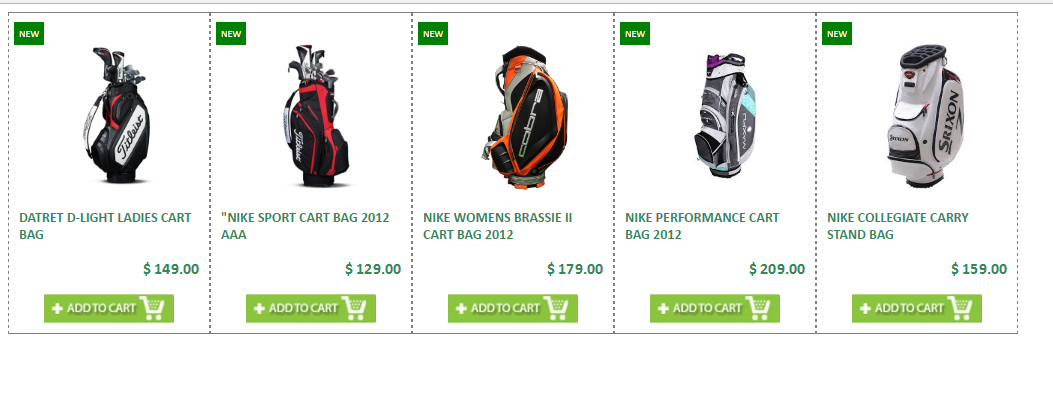 NEW
Titleist
DATRET D-LIGHT LADIES CART
BAG
$ 149.00
+ ADD TO CART
NEW
Titleist
"NIKE SPORT CART BAG 2012
AAA
$ 129.00
+ ADD TO CART
NEW
cobra
NIKE WOMENS BRASSIE II
CART BAG 2012
$ 179.00
+ ADD TO CART
NEW
NIKE PERFORMANCE CART
BAG 2012
$ 209.00
+ ADD TO CART
NEW
SRIXON
SRIXON
NIKE COLLEGIATE CARRY
STAND BAG
$ 159.00
+ ADD TO CART